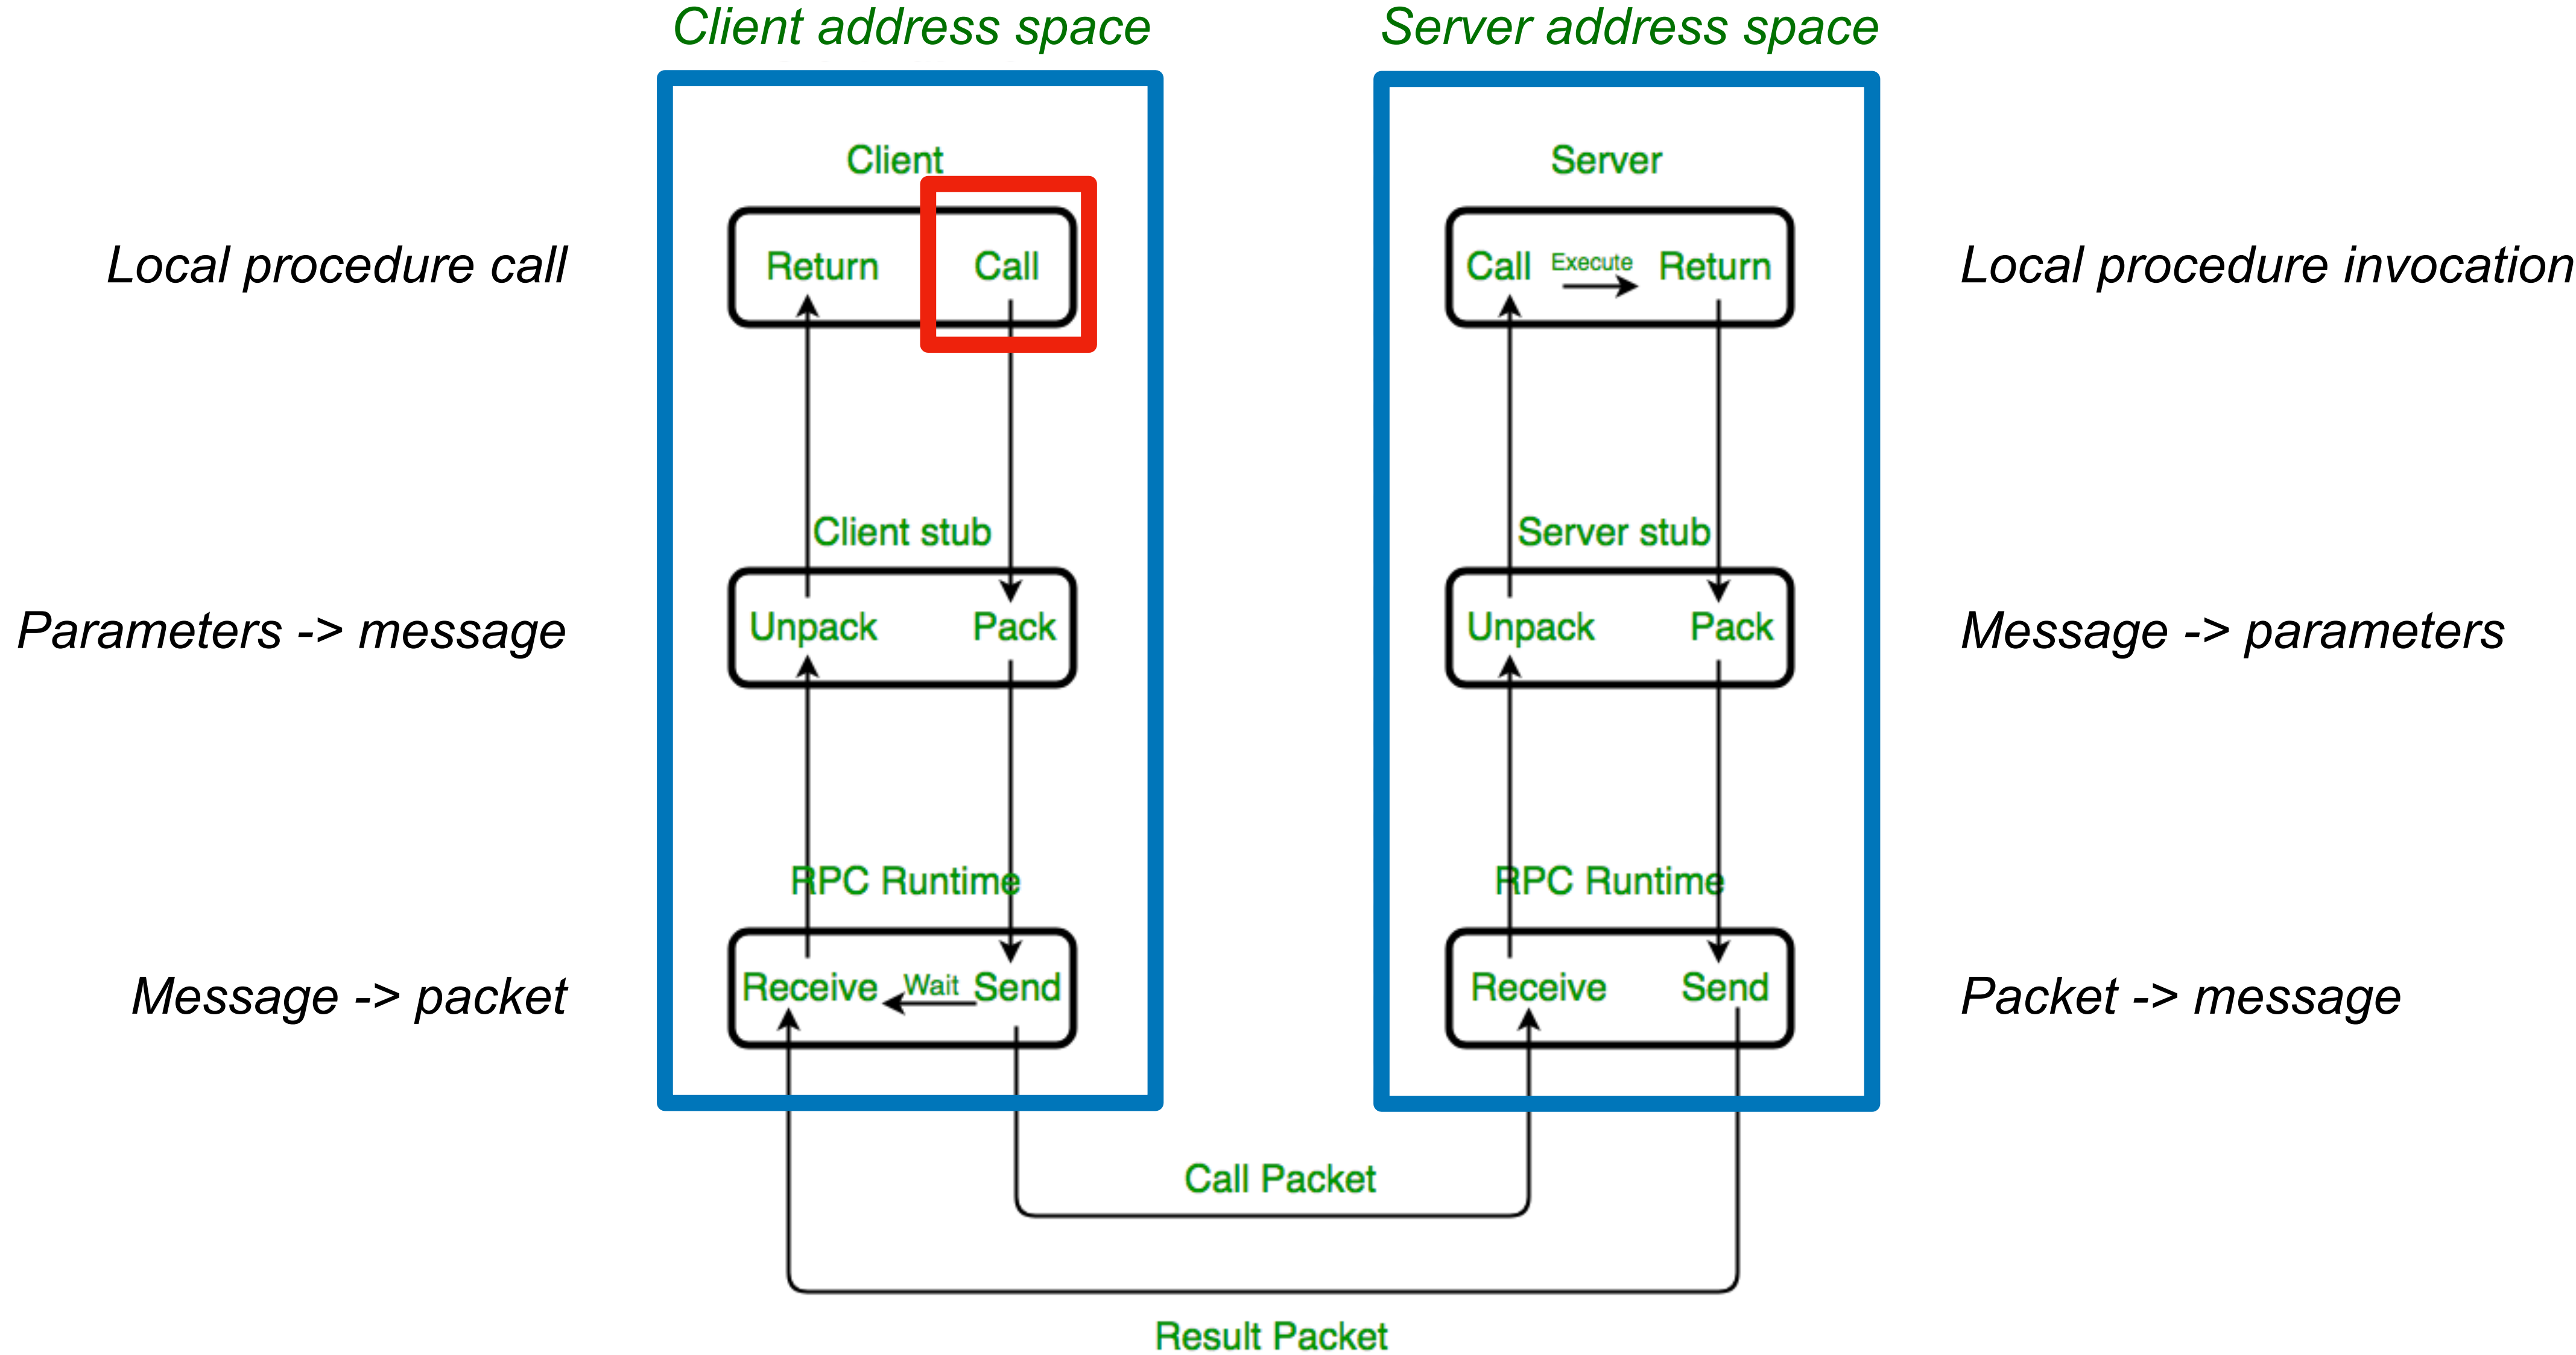 Client address space
Server address space
Client
Server
Local procedure call
Return
Call
Call
Execute
Return
Local procedure invocation
Client stub
Server stub
Parameters -> message
Unpack
Pack
Unpack
Pack
Message -> parameters
RPC Runtime
RPC Runtime
Message -> packet
Receive
Wait
Send
Receive
Send
Packet -> message
Call Packet
Result Packet